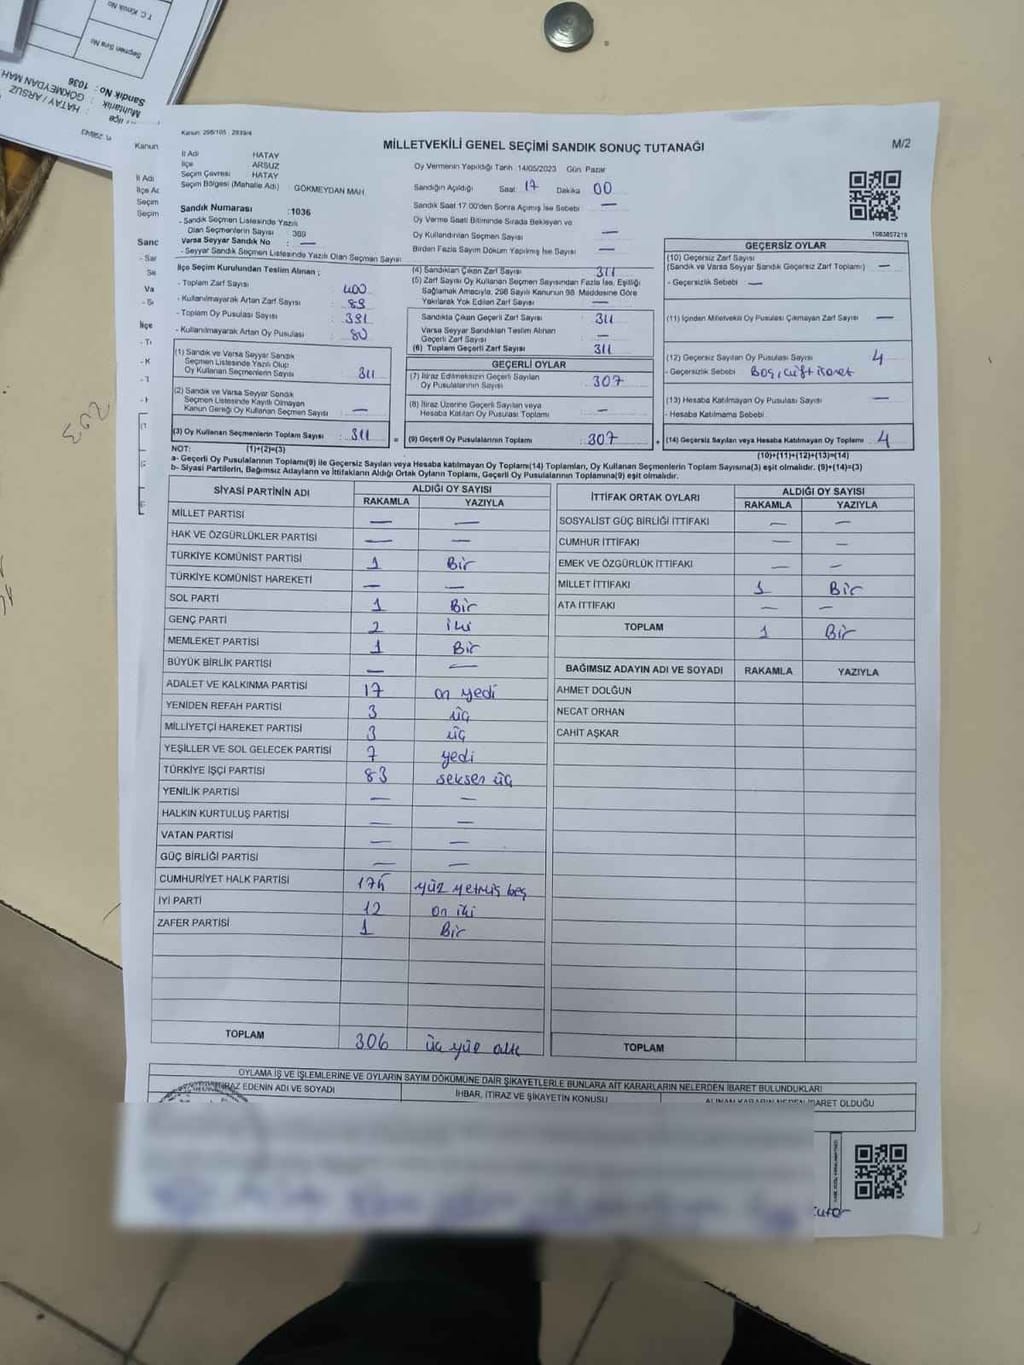 T.C. Kimlik No
Seçmen Sıra No
HATAY / ARSUZ
Muhtarlık : GÖKMEYDAN MAH
Sandık No : 1036
Kanun: 298/105 : 2839/4
MİLLETVEKİLİ GENEL SEÇİMİ SANDIK SONUÇ TUTANAĞI
M/2
İl Adı : HATAY
İlçe : ARSUZ
Seçim Çevresi : HATAY
Seçim Bölgesi (Mahalle Adı) : GÖKMEYDAN MAH.
Sandık Numarası :1036
- Sandık Seçmen Listesinde Yazılı
Olan Seçmenlerin Sayısı : 369
Varsa Seyyar Sandık No : —
- Seyyar Sandık Seçmen Listesinde Yazılı Olan Seçmen Sayısı
Oy Vermenin Yapıldığı Tarih 14/05/2023 Gün Pazar
Sandığın Açıldığı Saat 17 Dakika 00
Sandık Saat 17.00'den Sonra Açılmış İse Sebebi —
Oy Verme Saati Bitiminde Sırada Bekleyen ve
Oy Kullandırılan Seçmen Sayısı —
Birden Fazla Sayım Döküm Yapılmış İse Sayısı —
1083857219
İlçe Seçim Kurulundan Teslim Alınan ;
- Toplam Zarf Sayısı : 400
- Kullanılmayarak Artan Zarf Sayısı : 89
- Toplam Oy Pusulası Sayısı : 391
- Kullanılmayarak Artan Oy Pusulası : 80
(1) Sandık ve Varsa Seyyar Sandık
Seçmen Listesinde Yazılı Olup
Oy Kullanan Seçmenlerin Sayısı : 311
(2) Sandık ve Varsa Seyyar Sandık
Seçmen Listesinde Kayıtlı Olmayan
Kanun Gereği Oy Kullanan Seçmen Sayısı : —
(3) Oy Kullanan Seçmenlerin Toplam Sayısı : 311
(1)+(2)=(3)
(4) Sandıktan Çıkan Zarf Sayısı : 311
(5) Zarf Sayısı Oy Kullanan Seçmen Sayısından Fazla İse, Eşitliği
Sağlamak Amacıyla, 298 Sayılı Kanunun 98. Maddesine Göre
Yakılarak Yok Edilen Zarf Sayısı : —
Sandıkta Çıkan Geçerli Zarf Sayısı : 311
Varsa Seyyar Sandıktan Teslim Alınan
Geçerli Zarf Sayısı : —
(6) Toplam Geçerli Zarf Sayısı : 311
GEÇERLİ OYLAR
(7) İtiraz Edilmeksizin Geçerli Sayılan
Oy Pusulalarının Sayısı : 307
(8) İtiraz Üzerine Geçerli Sayılan veya
Hesaba Katılan Oy Pusulası Toplamı : —
(9) Geçerli Oy Pusulalarının Toplamı : 307
GEÇERSİZ OYLAR
(10) Geçersiz Zarf Sayısı
(Sandık ve Varsa Seyyar Sandık Geçersiz Zarf Toplamı) —
- Geçersizlik Sebebi —
(11) İçinden Milletvekili Oy Pusulası Çıkmayan Zarf Sayısı —
(12) Geçersiz Sayılan Oy Pusulası Sayısı 4
- Geçersizlik Sebebi Boş, Çift işaret
(13) Hesaba Katılmayan Oy Pusulası Sayısı —
- Hesaba Katılmama Sebebi
(14) Geçersiz Sayılan veya Hesaba Katılmayan Oy Toplamı 4
(10)+(11)+(12)+(13)=(14)
NOT:
a- Geçerli Oy Pusulalarının Toplamı(9) ile Geçersiz Sayılan veya Hesaba katılmayan Oy Toplamı(14) Toplamları, Oy Kullanan Seçmenlerin Toplam Sayısına(3) eşit olmalıdır. (9)+(14)=(3)
b- Siyasi Partilerin, Bağımsız Adayların ve İttifakların Aldığı Ortak Oyların Toplamı, Geçerli Oy Pusulalarının Toplamına(9) eşit olmalıdır.
SİYASİ PARTİNİN ADI
ALDIĞI OY SAYISI
RAKAMLA YAZIYLA
MİLLET PARTİSİ — —
HAK VE ÖZGÜRLÜKLER PARTİSİ — —
TÜRKİYE KOMÜNİST PARTİSİ 1 Bir
TÜRKİYE KOMÜNİST HAREKETİ — —
SOL PARTİ 1 Bir
GENÇ PARTİ 2 iki
MEMLEKET PARTİSİ 1 Bir
BÜYÜK BİRLİK PARTİSİ — —
ADALET VE KALKINMA PARTİSİ 17 on yedi
YENİDEN REFAH PARTİSİ 3 üç
MİLLİYETÇİ HAREKET PARTİSİ 3 üç
YEŞİLLER VE SOL GELECEK PARTİSİ 7 yedi
TÜRKİYE İŞÇİ PARTİSİ 83 seksen üç
YENİLİK PARTİSİ — —
HALKIN KURTULUŞ PARTİSİ — —
VATAN PARTİSİ — —
GÜÇ BİRLİĞİ PARTİSİ — —
CUMHURİYET HALK PARTİSİ 175 yüz yetmiş beş
İYİ PARTİ 12 on iki
ZAFER PARTİSİ 1 Bir
TOPLAM 306 üç yüz altı
İTTİFAK ORTAK OYLARI
ALDIĞI OY SAYISI
RAKAMLA YAZIYLA
SOSYALİST GÜÇ BİRLİĞİ İTTİFAKI — —
CUMHUR İTTİFAKI — —
EMEK VE ÖZGÜRLÜK İTTİFAKI — —
MİLLET İTTİFAKI 1 Bir
ATA İTTİFAKI — —
TOPLAM 1 Bir
BAĞIMSIZ ADAYIN ADI VE SOYADI RAKAMLA YAZIYLA
AHMET DOLĞUN
NECAT ORHAN
CAHİT AŞKAR
TOPLAM
OYLAMA İŞ VE İŞLEMLERİNE VE OYLARIN SAYIM DÖKÜMÜNE DAİR ŞİKAYETLERLE BUNLARA AİT KARARLARIN NELERDEN İBARET BULUNDUKLARI
İHBAR, İTİRAZ VE ŞİKAYETİN KONUSU